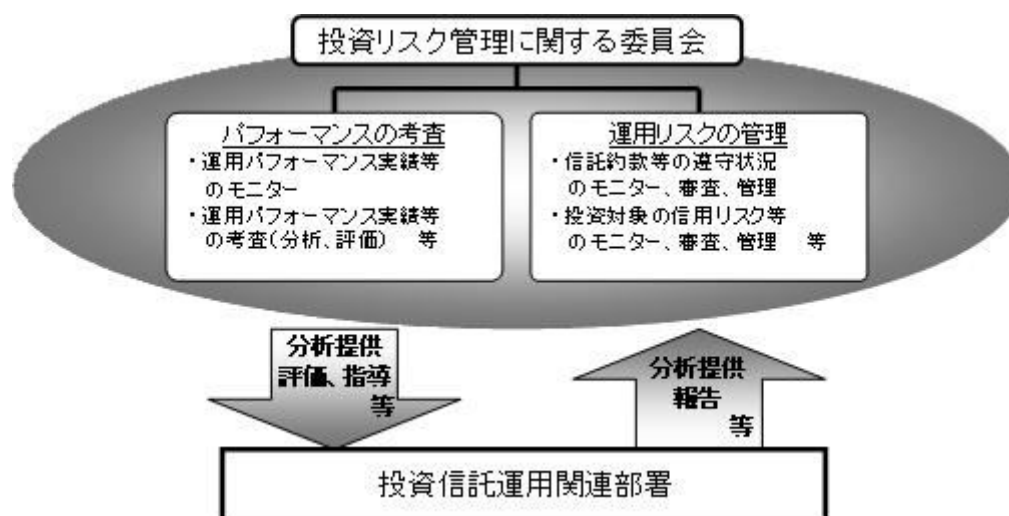 投資リスク管理に関する委員会
パフォーマンスの考査
・運用パフォーマンス実績等
のモニター
・運用パフォーマンス実績等
の考査(分析、評価) 等
運用リスクの管理
・信託約款等の遵守状況
のモニター、審査、管理
・投資対象の信用リスク等
のモニター、審査、管理 等
分析提供
評価、指導
等
分析提供
報告
等
投資信託運用関連部署